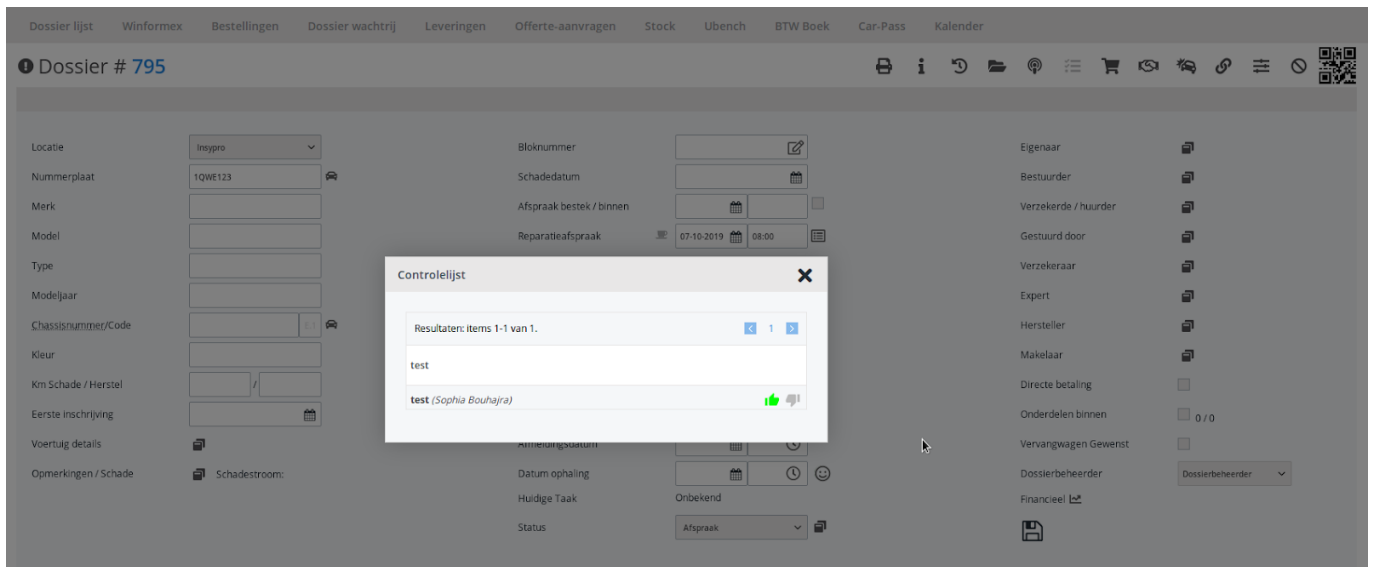 Dossier lijst Winformex Bestellingen Dossier wachtrij Leveringen Offerte-aanvragen Stock Ubench BTW Boek Car-Pass Kalender
Dossier # 795
Locatie Insypro Bloknummer Eigenaar
Nummerplaat 1QWE123 Schadedatum Bestuurder
Merk Afspraak bestek / binnen Verzekerde / huurder
Model Reparatieafspraak 07-10-2019 08:00 Gestuurd door
Type Verzekeraar
Controlelijst
Modeljaar Expert
Chassisnummer/Code Hersteller
Resultaten: items 1-1 van 1. 1
Kleur Makelaar
test
Km Schade / Herstel / Directe betaling
test (Sophia Bouhajra)
Eerste inschrijving Onderdelen binnen 0 / 0
Voertuig details Afmeldingsdatum Vervangwagen Gewenst
Opmerkingen / Schade Schadestroom: Datum ophaling Dossierbeheerder Dossierbeheerder
Huidige Taak Onbekend Financieel
Status Afspraak